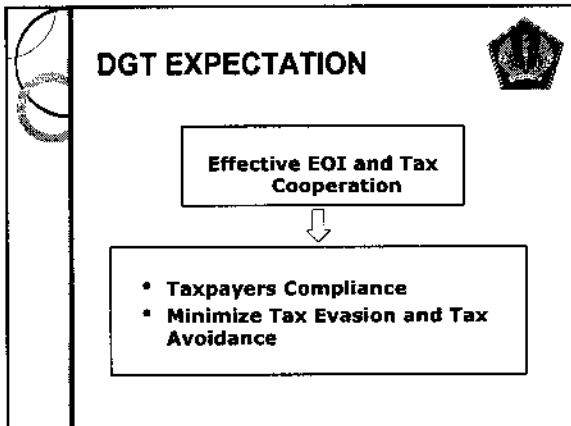 DGT EXPECTATION
Effective EOI and Tax
Cooperation
• Taxpayers Compliance
• Minimize Tax Evasion and Tax
Avoidance